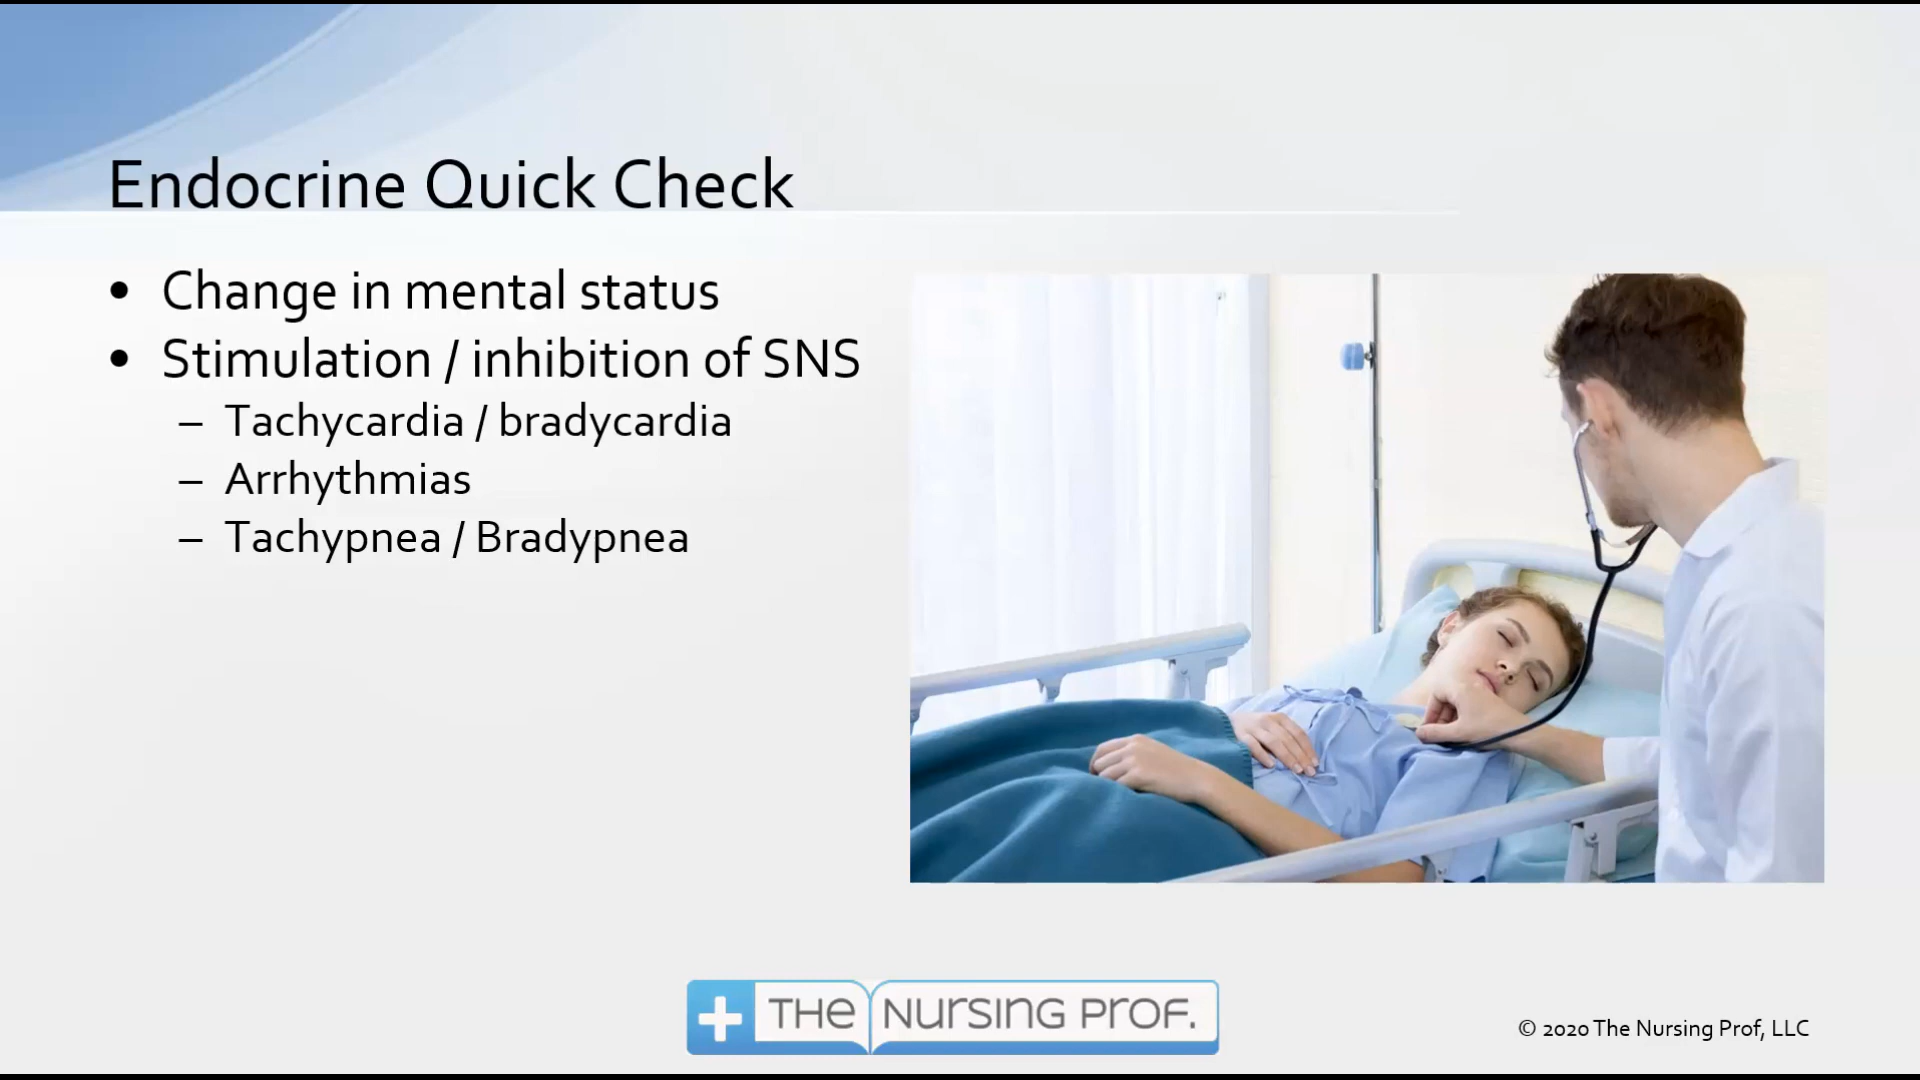 Endocrine Quick Check
• Change in mental status
• Stimulation / inhibition of SNS
– Tachycardia / bradycardia
– Arrhythmias
– Tachypnea / Bradypnea
THE NURSING PROF.
© 2020 The Nursing Prof, LLC